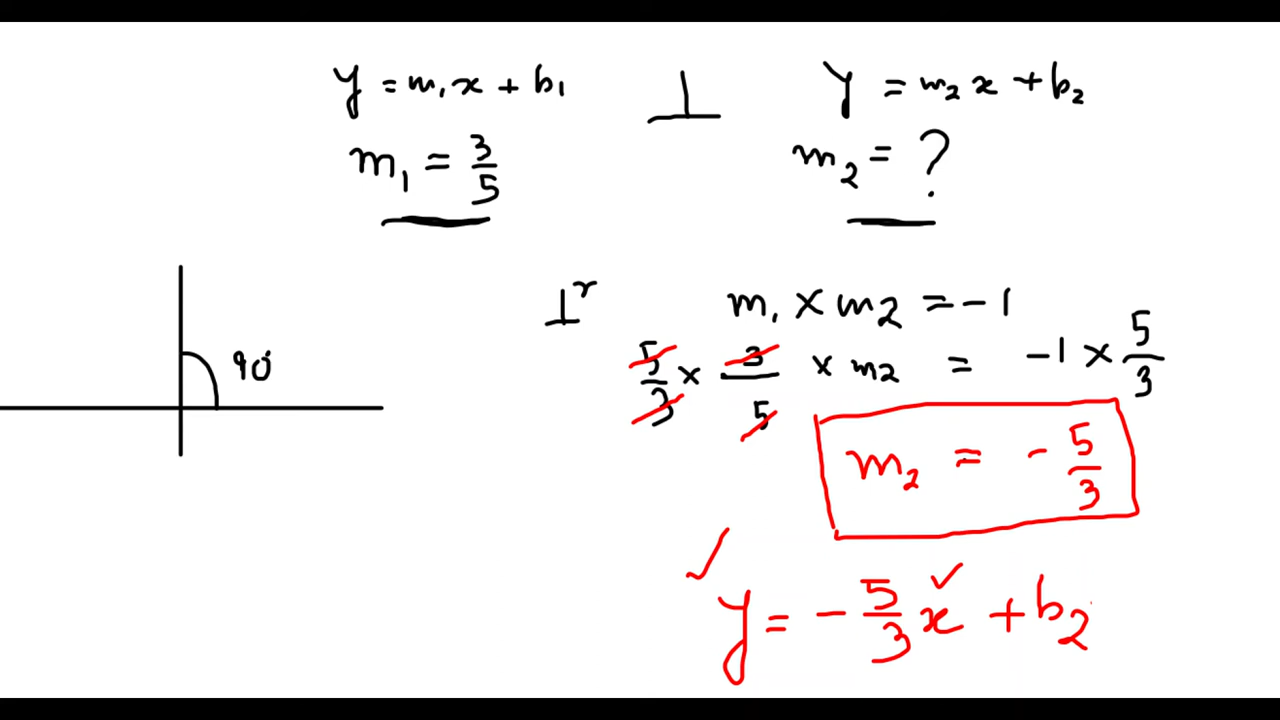 y = m₁x + b₁ ⊥ y = m₂x + b₂
m₁ = 3/5 m₂ = ?
90°
⊥ʳ m₁ × m₂ = -1
5/3 × 3/5 × m₂ = -1 × 5/3
m₂ = - 5/3
✓ ✓
y = - 5/3 x + b₂